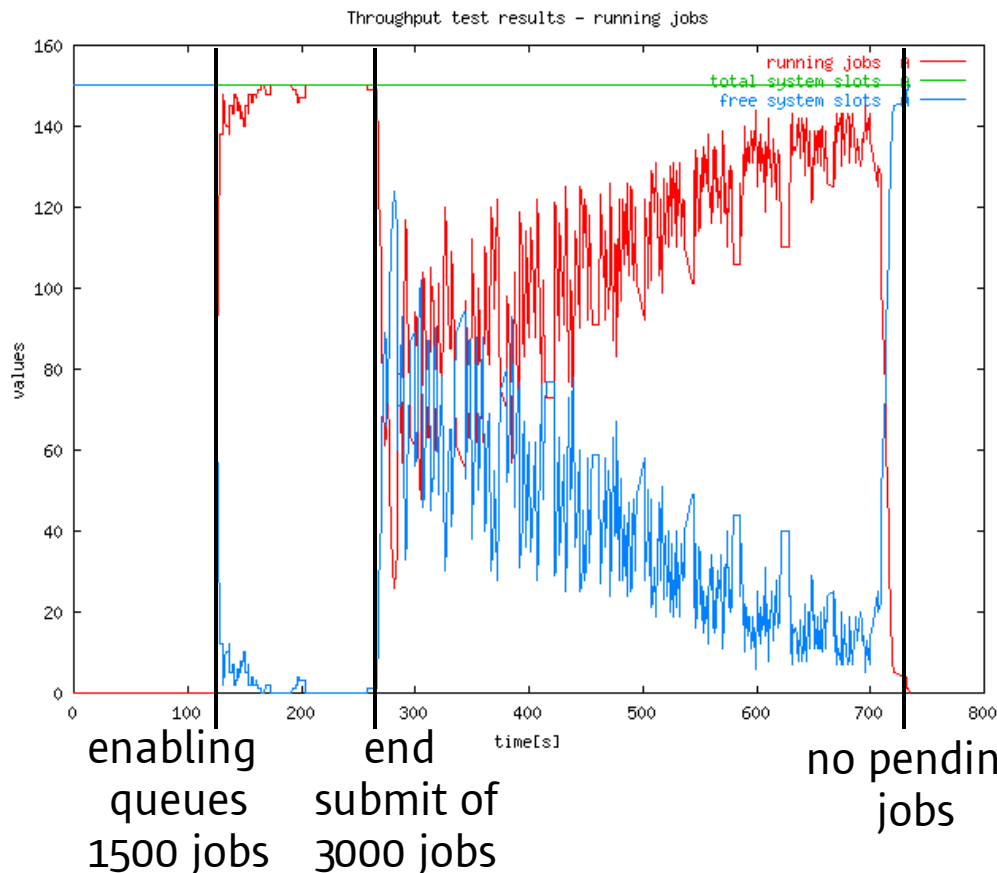 Throughput test results - running jobs
160
140
120
100
80
60
40
20
0
values
running jobs
total system slots
free system slots
0 100 200 300 400 500 600 700 800
time[s]
enabling
queues
1500 jobs
end
submit of
3000 jobs
no pendin
jobs